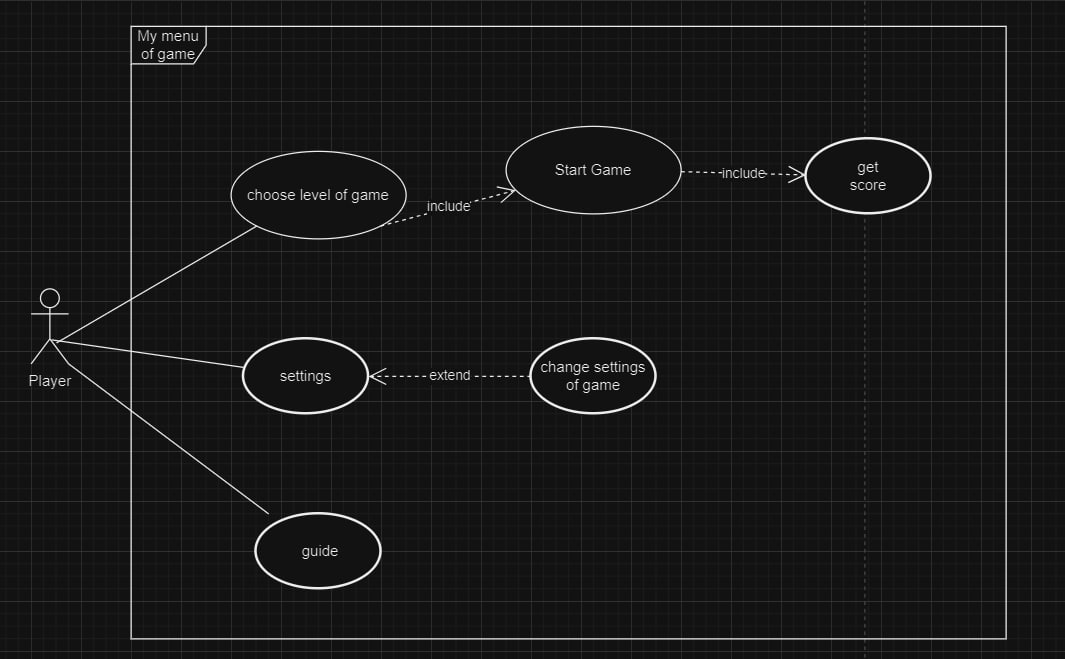 My menu
of game
choose level of game
include
Start Game
include
get
score
Player
settings
extend
change settings
of game
guide